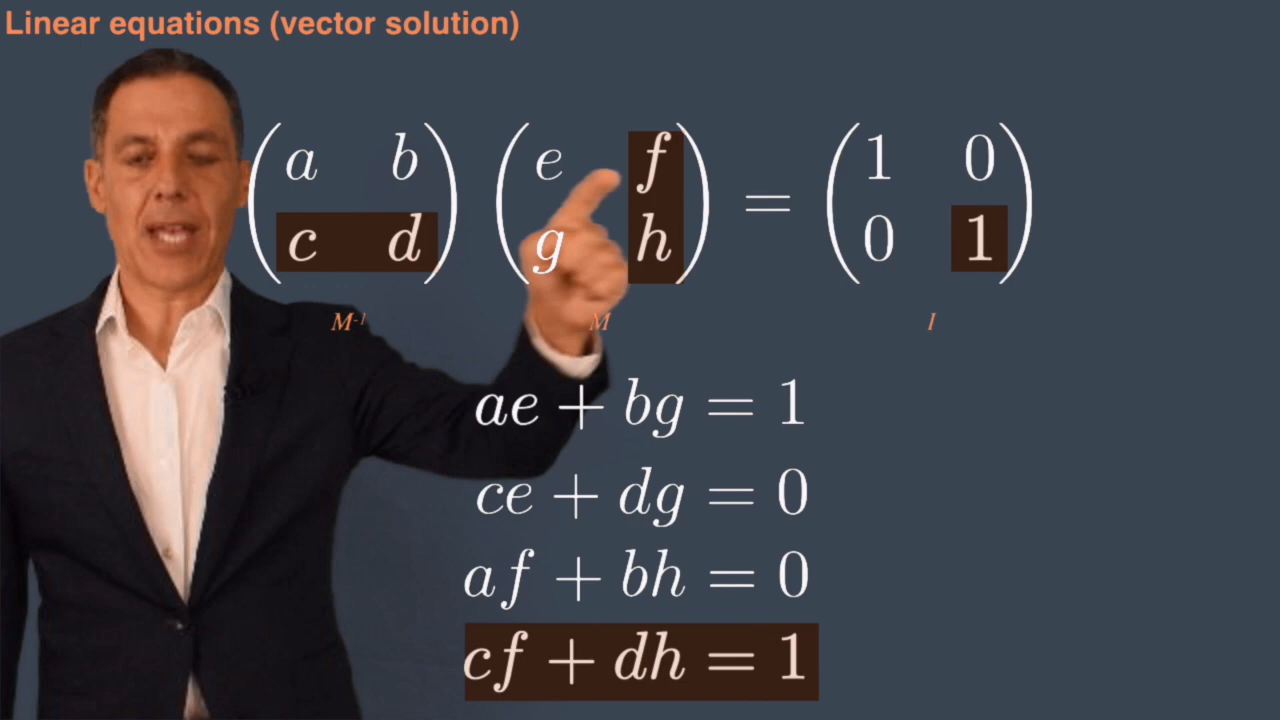 Linear equations (vector solution)
a b e f = 1 0
c d g h 0 1
M-1 M I
ae + bg = 1
ce + dg = 0
af + bh = 0
cf + dh = 1